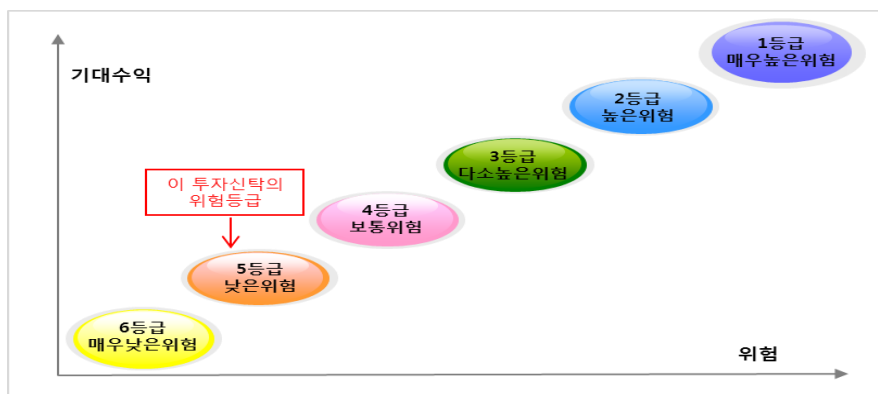 1등급
매우높은위험
기대수익
2등급
높은위험
3등급
다소높은위험
이 투자신탁의
위험등급
4등급
보통위험
5등급
낮은위험
6등급
매우낮은위험
위험